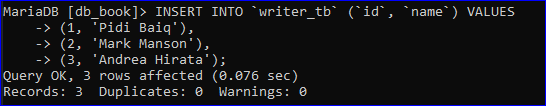 MariaDB [db_book]> INSERT INTO `writer_tb` (`id`, `name`) VALUES
    -> (1, 'Pidi Baiq'),
    -> (2, 'Mark Manson'),
    -> (3, 'Andrea Hirata');
Query OK, 3 rows affected (0.076 sec)
Records: 3  Duplicates: 0  Warnings: 0